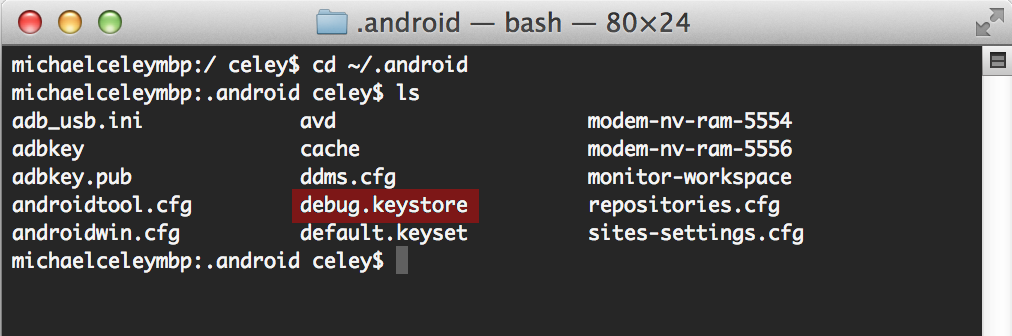 .android — bash — 80×24
michaelceleymbp:/ celey$ cd ~/.android
michaelceleymbp:.android celey$ ls
adb_usb.ini avd modem-nv-ram-5554
adbkey cache modem-nv-ram-5556
adbkey.pub ddms.cfg monitor-workspace
androidtool.cfg debug.keystore repositories.cfg
androidwin.cfg default.keyset sites-settings.cfg
michaelceleymbp:.android celey$